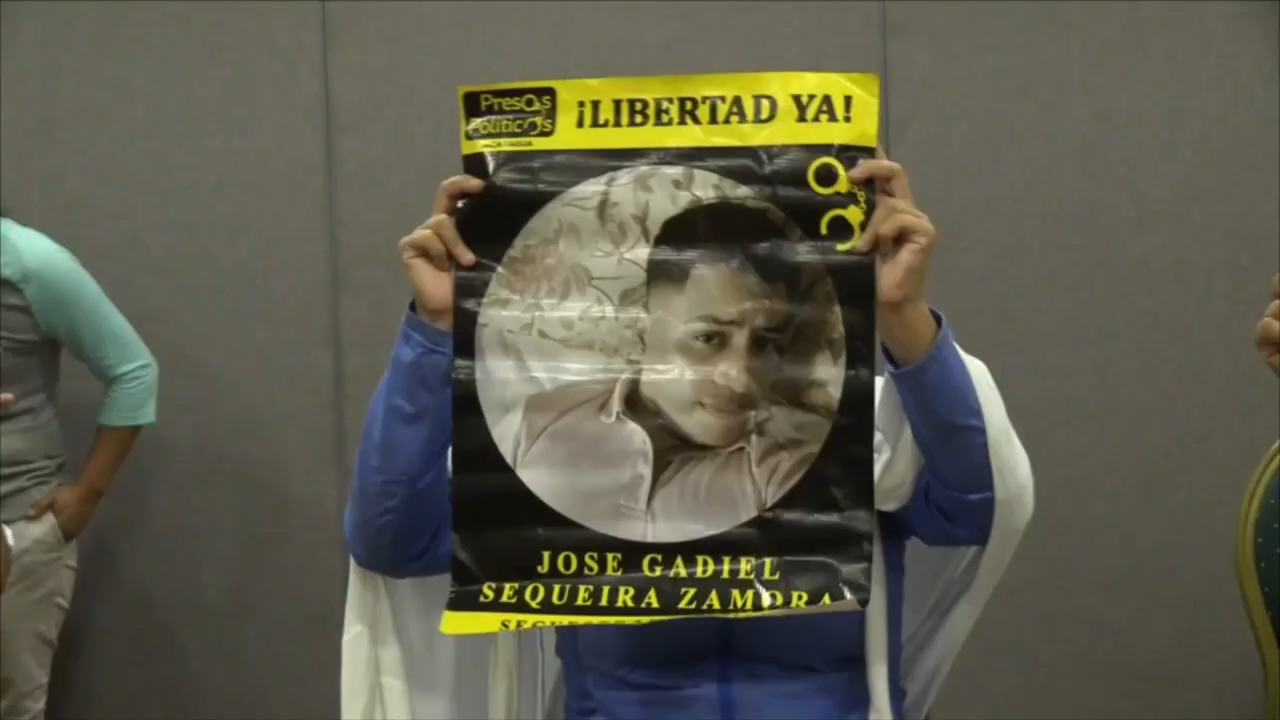 PresOs
PolíticOs
¡LIBERTAD YA!
JOSE GADIEL
SEQUEIRA ZAMORA